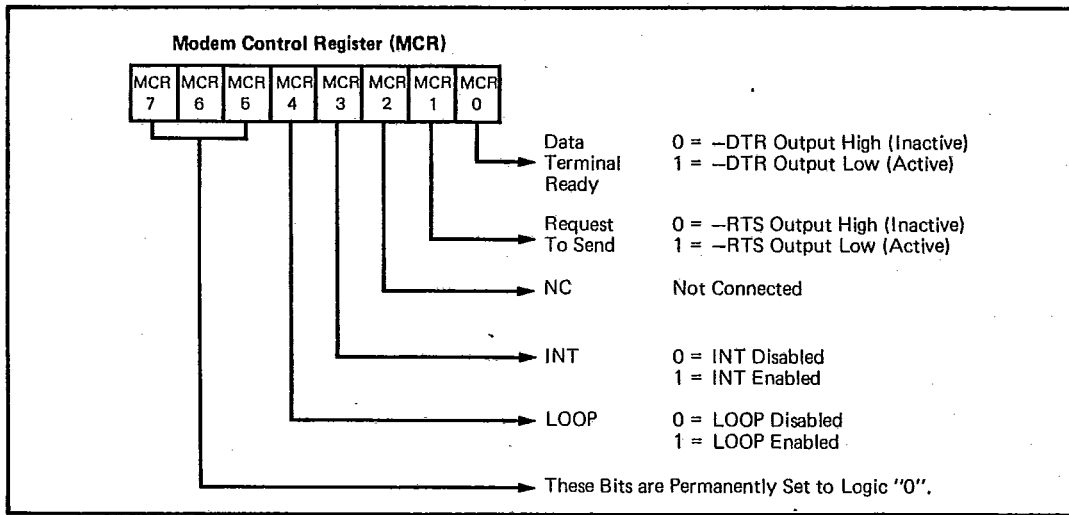 Modem Control Register (MCR)
MCR 7 MCR 6 MCR 5 MCR 4 MCR 3 MCR 2 MCR 1 MCR 0
Data Terminal Ready
0 = —DTR Output High (Inactive)
1 = —DTR Output Low (Active)
Request To Send
0 = —RTS Output High (Inactive)
1 = —RTS Output Low (Active)
NC Not Connected
INT
0 = INT Disabled
1 = INT Enabled
LOOP
0 = LOOP Disabled
1 = LOOP Enabled
These Bits are Permanently Set to Logic "0".